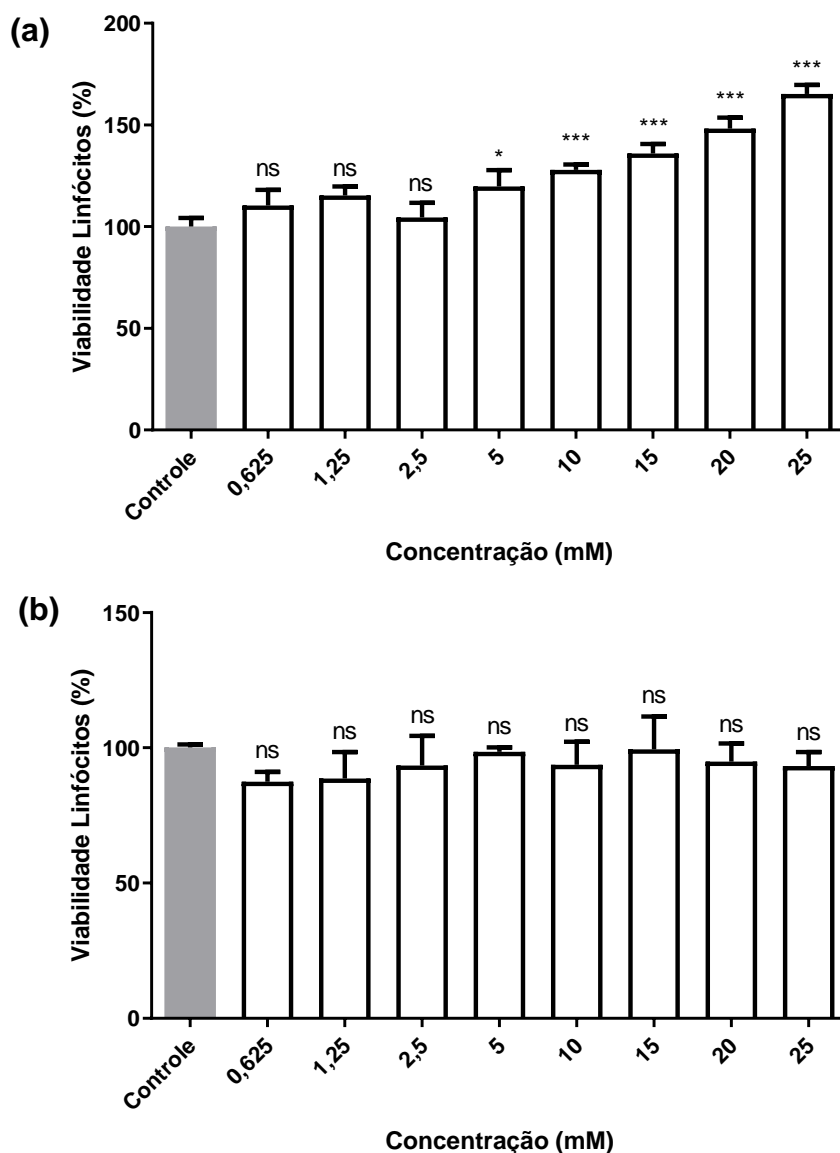 (a)
Viabilidade Linfócitos (%)
200
150
100
50
0
ns
ns
ns
*
***
***
***
***
Controle
0,625
1,25
2,5
5
10
15
20
25
Concentração (mM)
(b)
Viabilidade Linfócitos (%)
150
100
50
0
ns
ns
ns
ns
ns
ns
ns
ns
Controle
0,625
1,25
2,5
5
10
15
20
25
Concentração (mM)